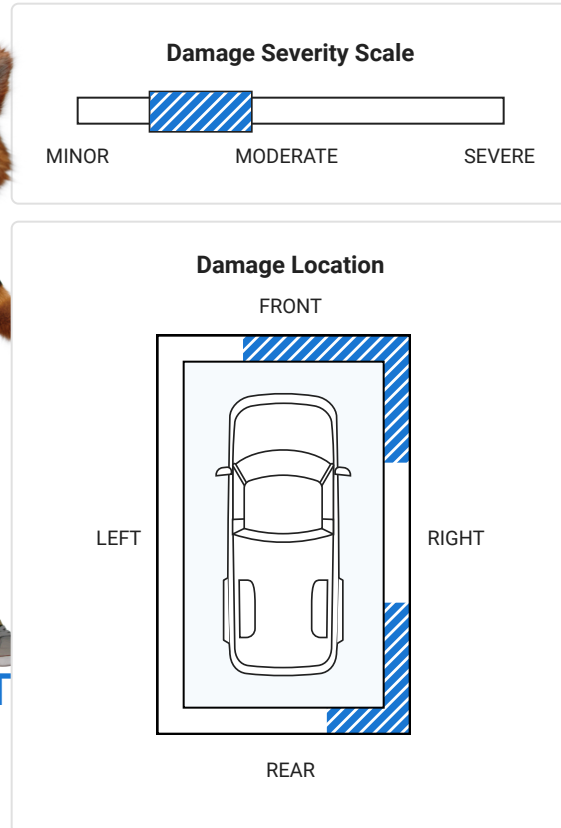 Damage Severity Scale
MINOR MODERATE SEVERE
Damage Location
FRONT
LEFT RIGHT
REAR